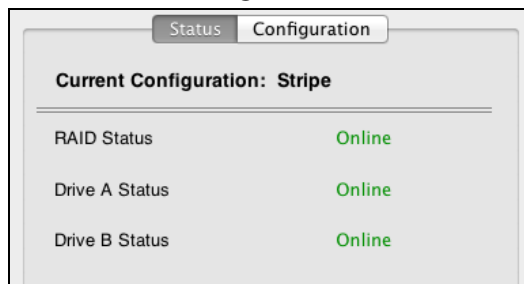 Status Configuration
Current Configuration: Stripe
RAID Status Online
Drive A Status Online
Drive B Status Online